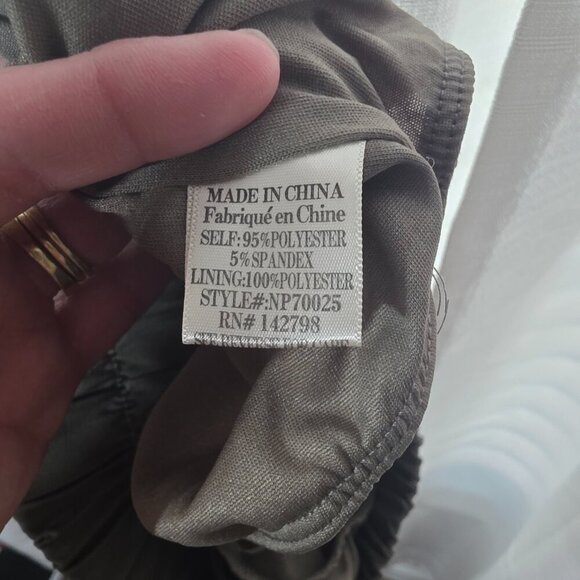 MADE IN CHINA
Fabriqué en Chine
SELF: 95%POLYESTER
5%SPANDEX
LINING:100%POLYESTER
STYLE#:NP70025
RN# 142798